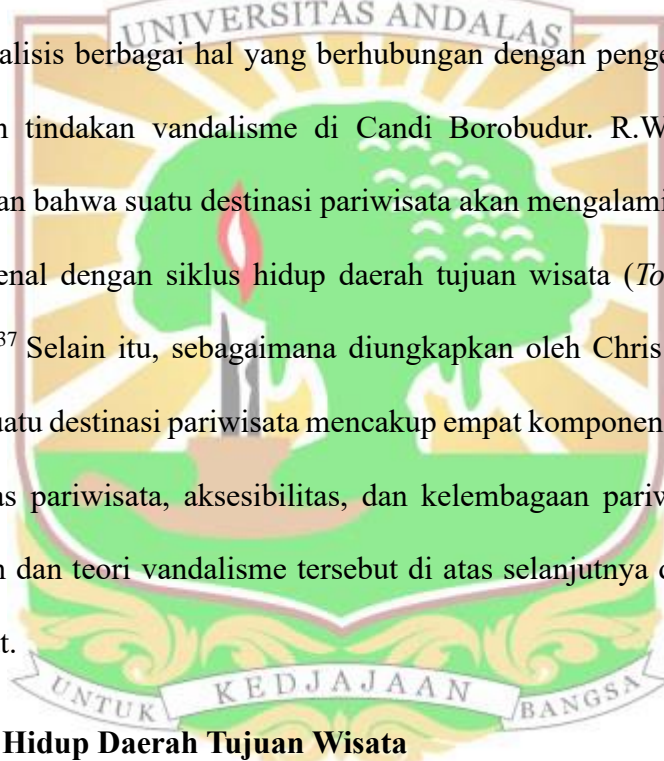 UNIVERSITAS ANDALAS
alisis berbagai hal yang berhubungan dengan penge
n tindakan vandalisme di Candi Borobudur. R.W
an bahwa suatu destinasi pariwisata akan mengalami
enal dengan siklus hidup daerah tujuan wisata (To
37 Selain itu, sebagaimana diungkapkan oleh Chris
uatu destinasi pariwisata mencakup empat komponen
as pariwisata, aksesibilitas, dan kelembagaan pariw
n dan teori vandalisme tersebut di atas selanjutnya d
t.
UNTUK KEDJAJAAN BANGSA
Hidup Daerah Tujuan Wisata